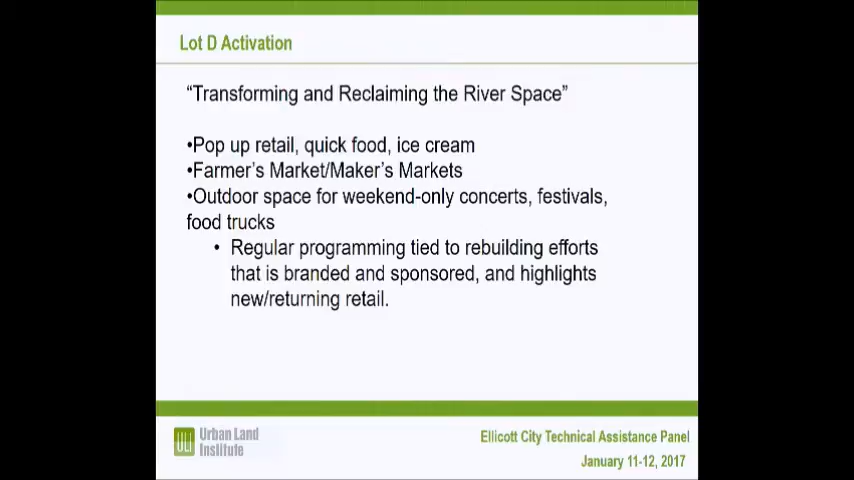 Lot D Activation
“Transforming and Reclaiming the River Space”
•Pop up retail, quick food, ice cream
•Farmer’s Market/Maker’s Markets
•Outdoor space for weekend-only concerts, festivals,
food trucks
• Regular programming tied to rebuilding efforts
that is branded and sponsored, and highlights
new/returning retail.
ULI
Urban Land
Institute
Ellicott City Technical Assistance Panel
January 11-12, 2017